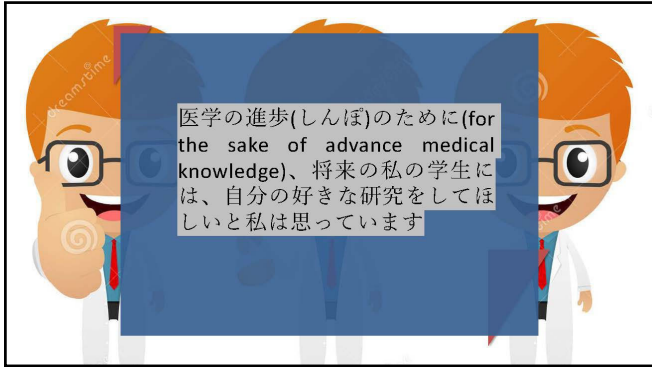 dreamstime
医学の進歩(しんぽ)のために(for
the sake of advance medical
knowledge)、将来の私の学生に
は、自分の好きな研究をしてほ
しいと私は思っています